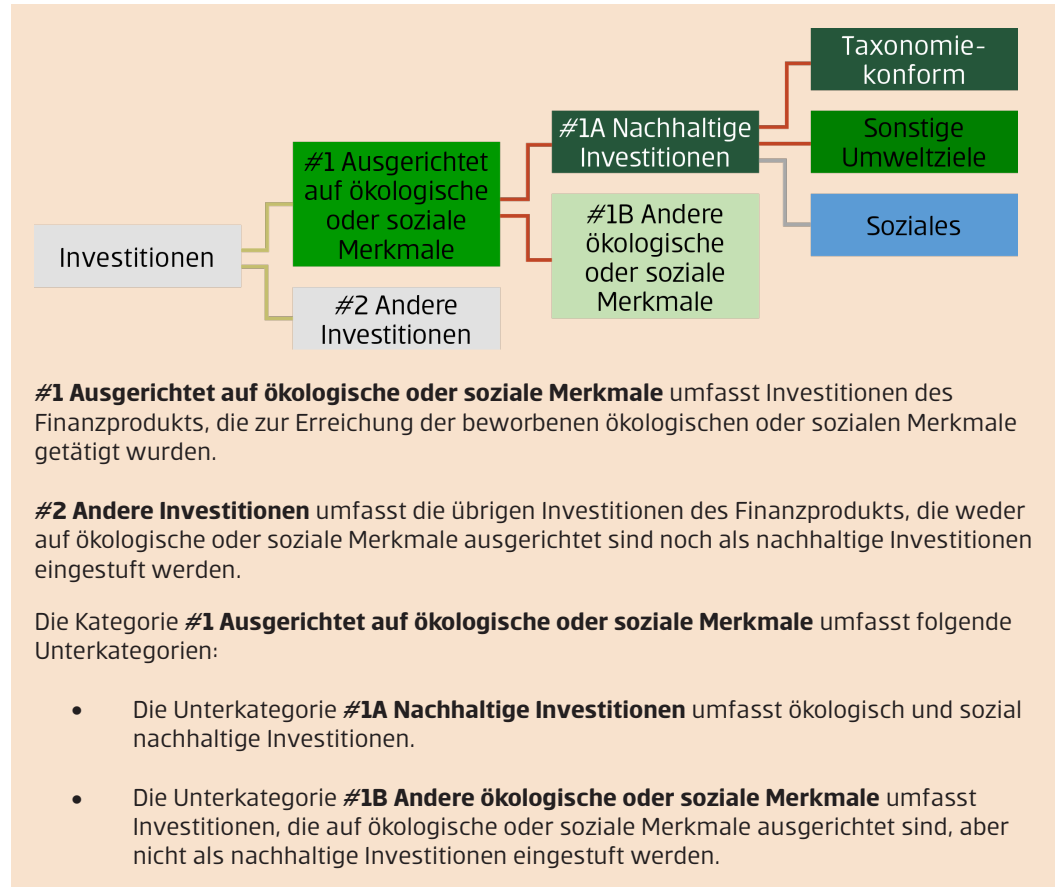 Taxonomie-
konform
#1A Nachhaltige
Investitionen
Sonstige
Umweltziele
#1 Ausgerichtet
auf ökologische
oder soziale
Merkmale
#1B Andere
ökologische
oder soziale
Merkmale
Soziales
Investitionen
#2 Andere
Investitionen
#1 Ausgerichtet auf ökologische oder soziale Merkmale umfasst Investitionen des
Finanzprodukts, die zur Erreichung der beworbenen ökologischen oder sozialen Merkmale
getätigt wurden.
#2 Andere Investitionen umfasst die übrigen Investitionen des Finanzprodukts, die weder
auf ökologische oder soziale Merkmale ausgerichtet sind noch als nachhaltige Investitionen
eingestuft werden.
Die Kategorie #1 Ausgerichtet auf ökologische oder soziale Merkmale umfasst folgende
Unterkategorien:
• Die Unterkategorie #1A Nachhaltige Investitionen umfasst ökologisch und sozial
nachhaltige Investitionen.
• Die Unterkategorie #1B Andere ökologische oder soziale Merkmale umfasst
Investitionen, die auf ökologische oder soziale Merkmale ausgerichtet sind, aber
nicht als nachhaltige Investitionen eingestuft werden.